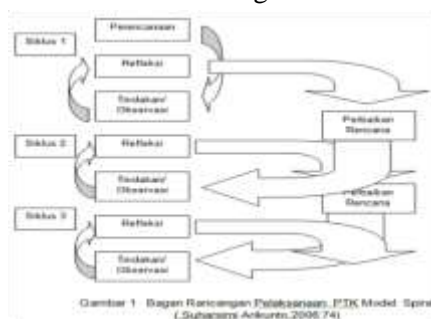 Perencanaan
Siklus 1
Refleksi
Tindakan/
Observasi
Perbaikan
Rencana
Siklus 2
Refleksi
Tindakan/
Observasi
Perbaikan
Rencana
Siklus 3
Refleksi
Tindakan/
Observasi
Gambar 1 Bagan Rancangan Pelaksanaan PTK Model Spiral
(Suharsimi Arikunto, 2006:74)